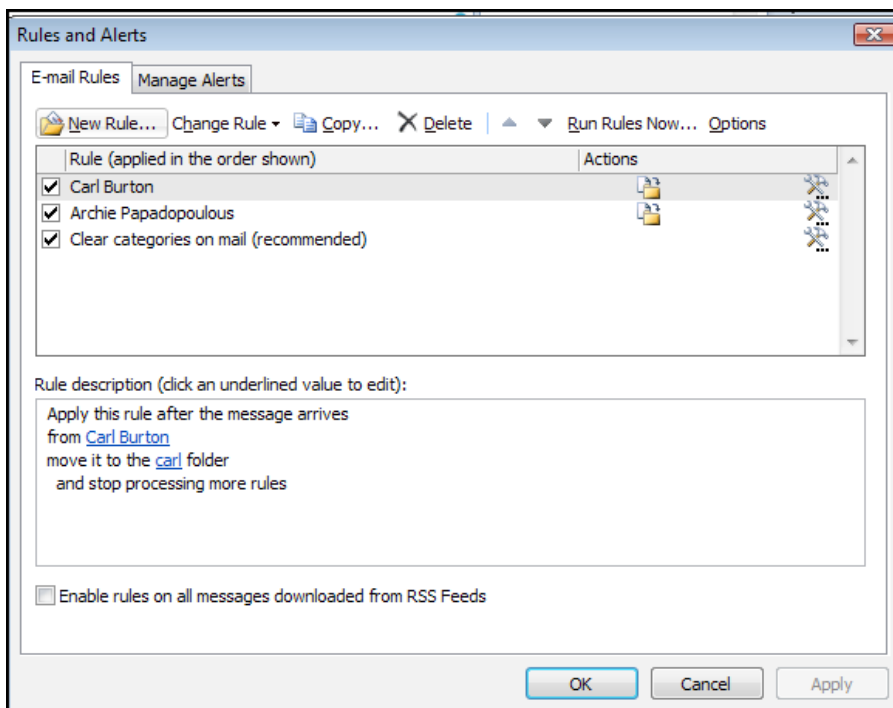 Rules and Alerts
E-mail Rules Manage Alerts
New Rule... Change Rule Copy... Delete Run Rules Now... Options
Rule (applied in the order shown) Actions
Carl Burton
Archie Papadopoulous
Clear categories on mail (recommended)
Rule description (click an underlined value to edit):
Apply this rule after the message arrives
from Carl Burton
move it to the carl folder
and stop processing more rules
Enable rules on all messages downloaded from RSS Feeds
OK Cancel Apply